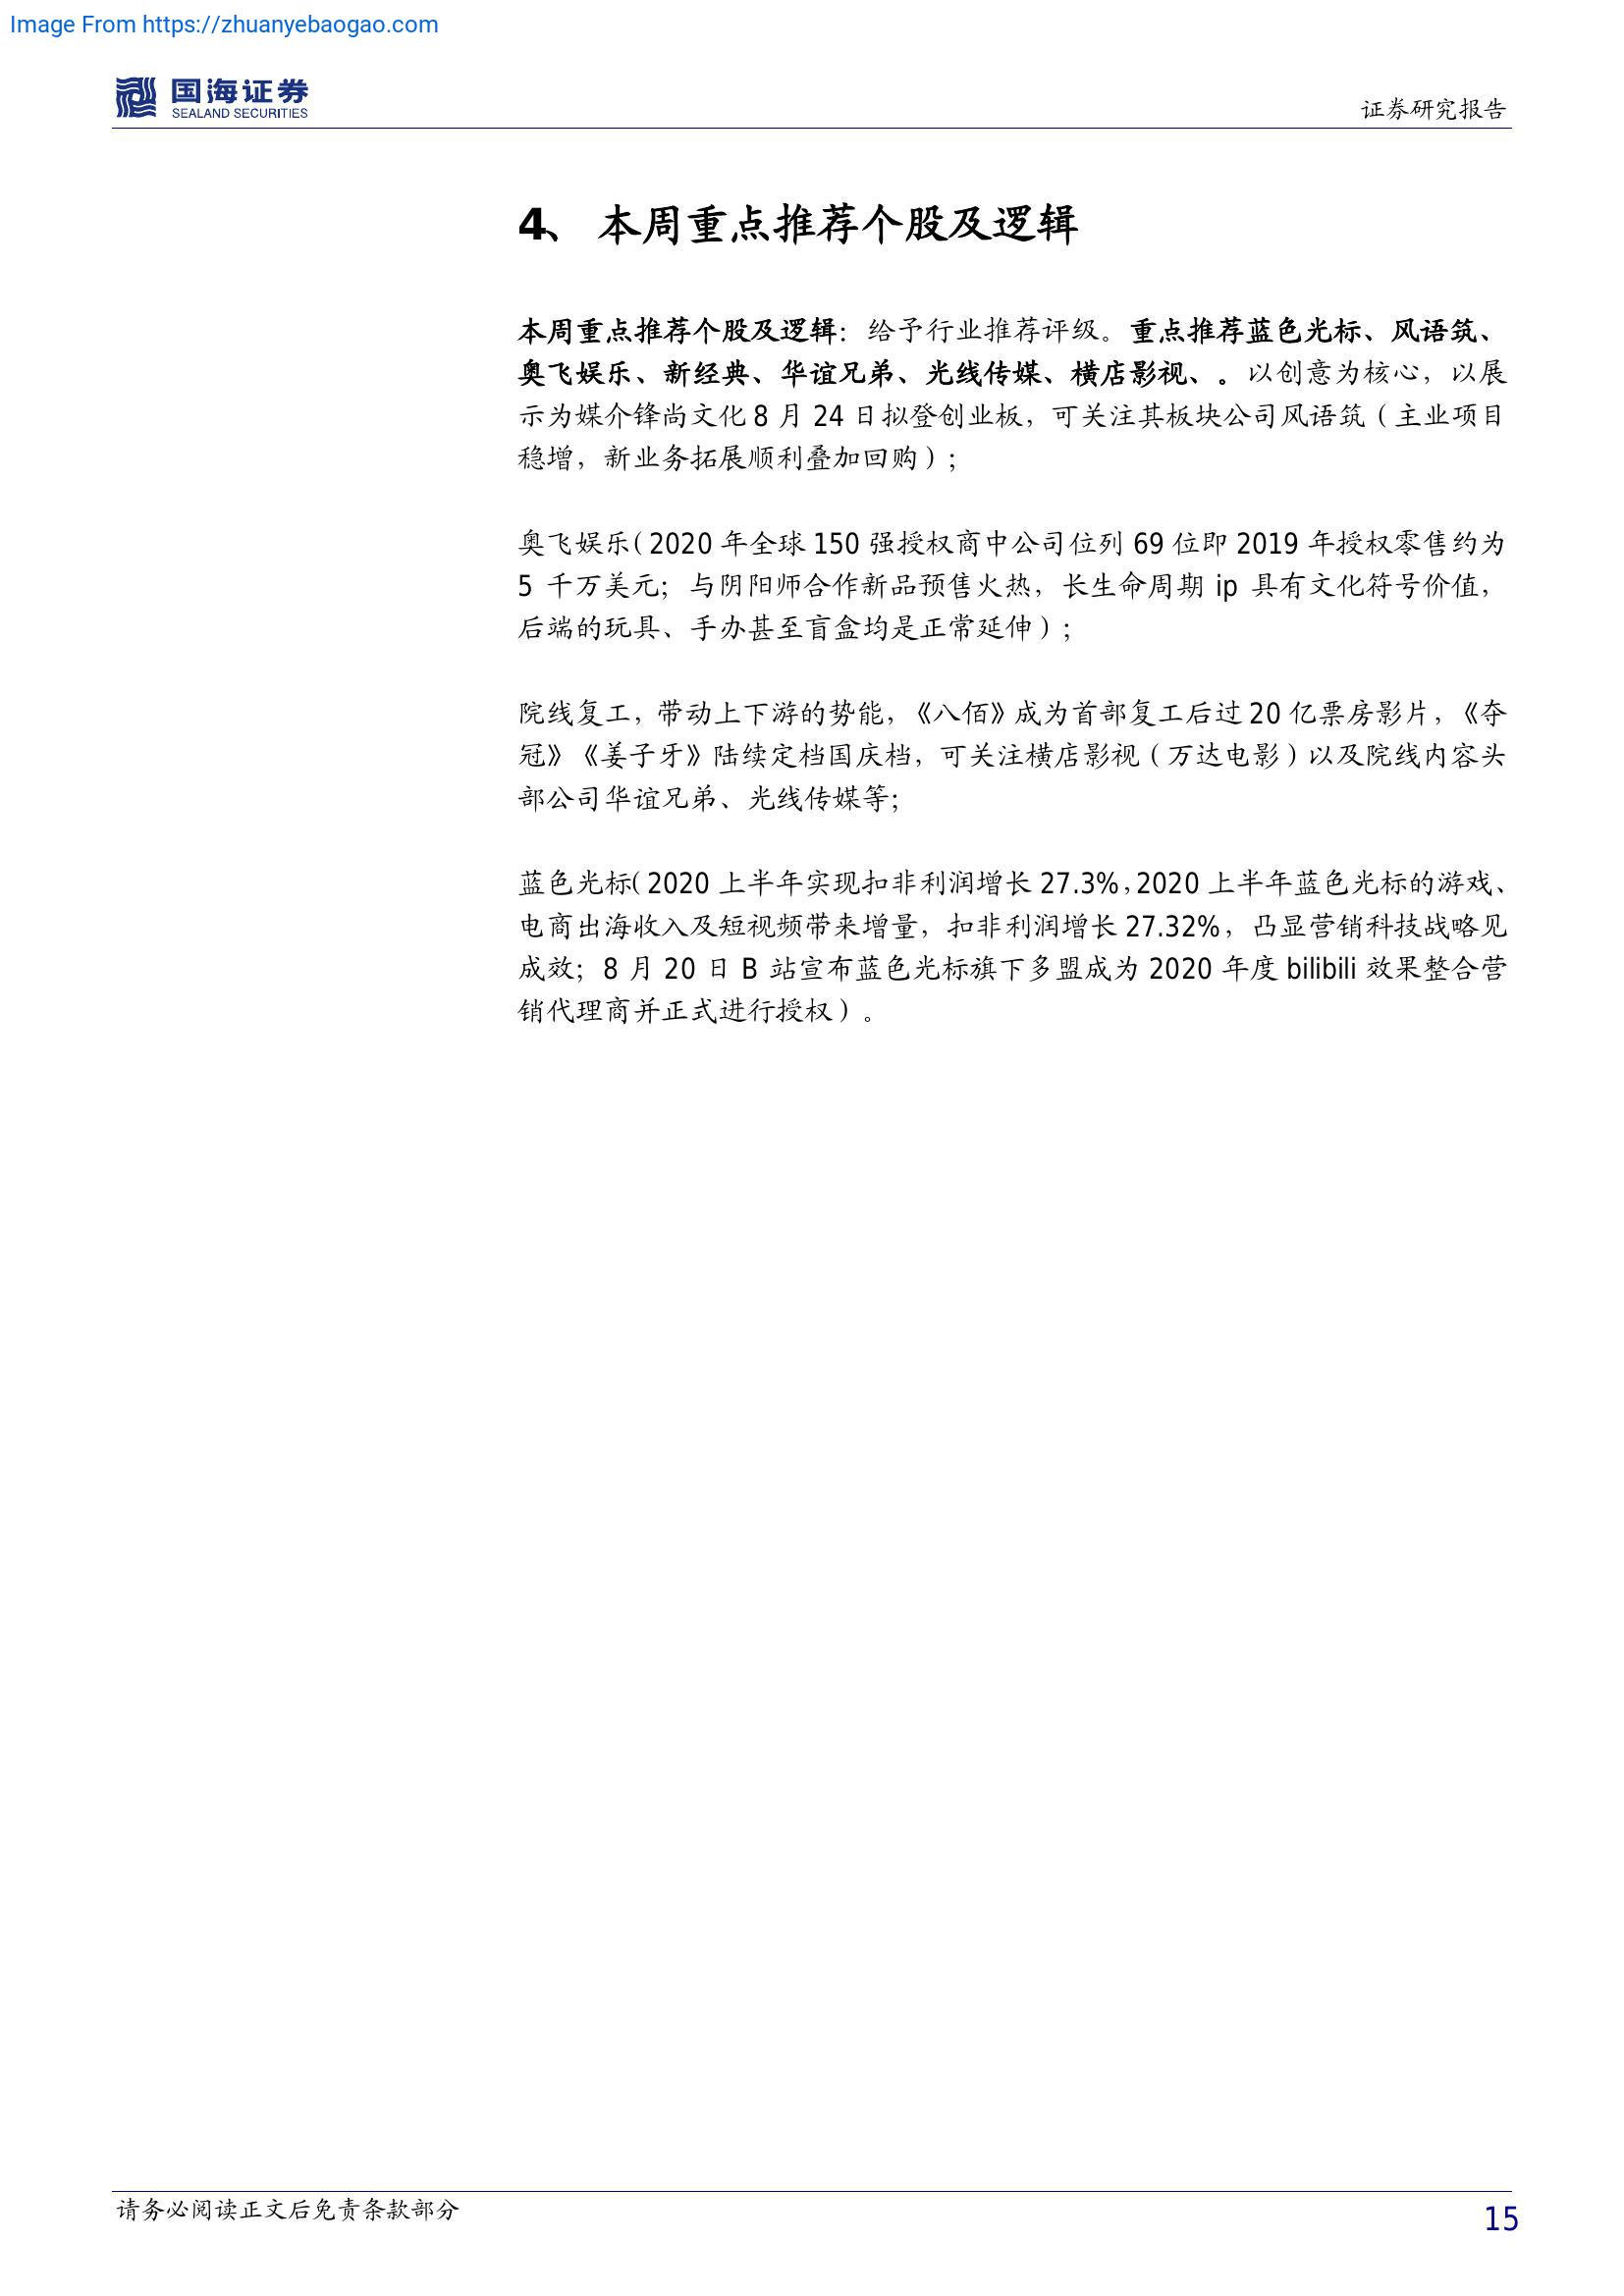 Image From https://zhuanyebaogao.com
国海证券
SEALAND SECURITIES
证券研究报告
4、 本周重点推荐个股及逻辑
本周重点推荐个股及逻辑：给予行业推荐评级。重点推荐蓝色光标、风语筑、
奥飞娱乐、新经典、华谊兄弟、光线传媒、横店影视、。以创意为核心，以展
示为媒介锋尚文化 8 月 24 日拟登创业板，可关注其板块公司风语筑（主业项目
稳增，新业务拓展顺利叠加回购）；
奥飞娱乐（2020 年全球 150 强授权商中公司位列 69 位即 2019 年授权零售约为
5 千万美元；与阴阳师合作新品预售火热，长生命周期 ip 具有文化符号价值，
后端的玩具、手办甚至盲盒均是正常延伸）；
院线复工，带动上下游的势能，《八佰》成为首部复工后过 20 亿票房影片，《夺
冠》《姜子牙》陆续定档国庆档，可关注横店影视（万达电影）以及院线内容头
部公司华谊兄弟、光线传媒等；
蓝色光标（2020 上半年实现扣非利润增长 27.3%，2020 上半年蓝色光标的游戏、
电商出海收入及短视频带来增量，扣非利润增长 27.32%，凸显营销科技战略见
成效；8 月 20 日 B 站宣布蓝色光标旗下多盟成为 2020 年度 bilibili 效果整合营
销代理商并正式进行授权）。
请务必阅读正文后免责条款部分
15